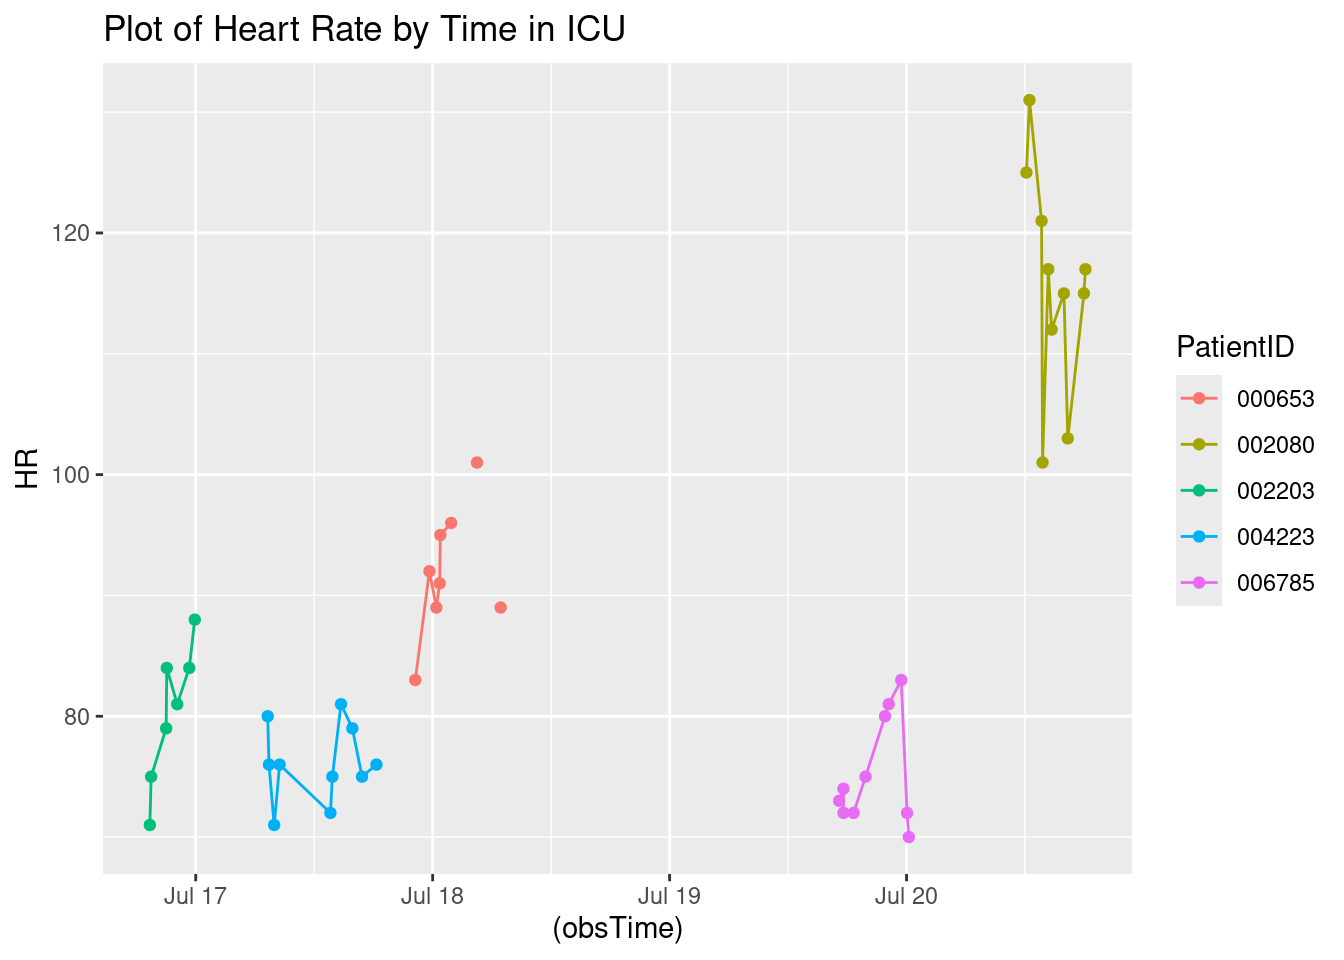 Plot of Heart Rate by Time in ICU
HR
120
100
80
Jul 17
Jul 18
Jul 19
Jul 20
(obsTime)
PatientID
000653
002080
002203
004223
006785